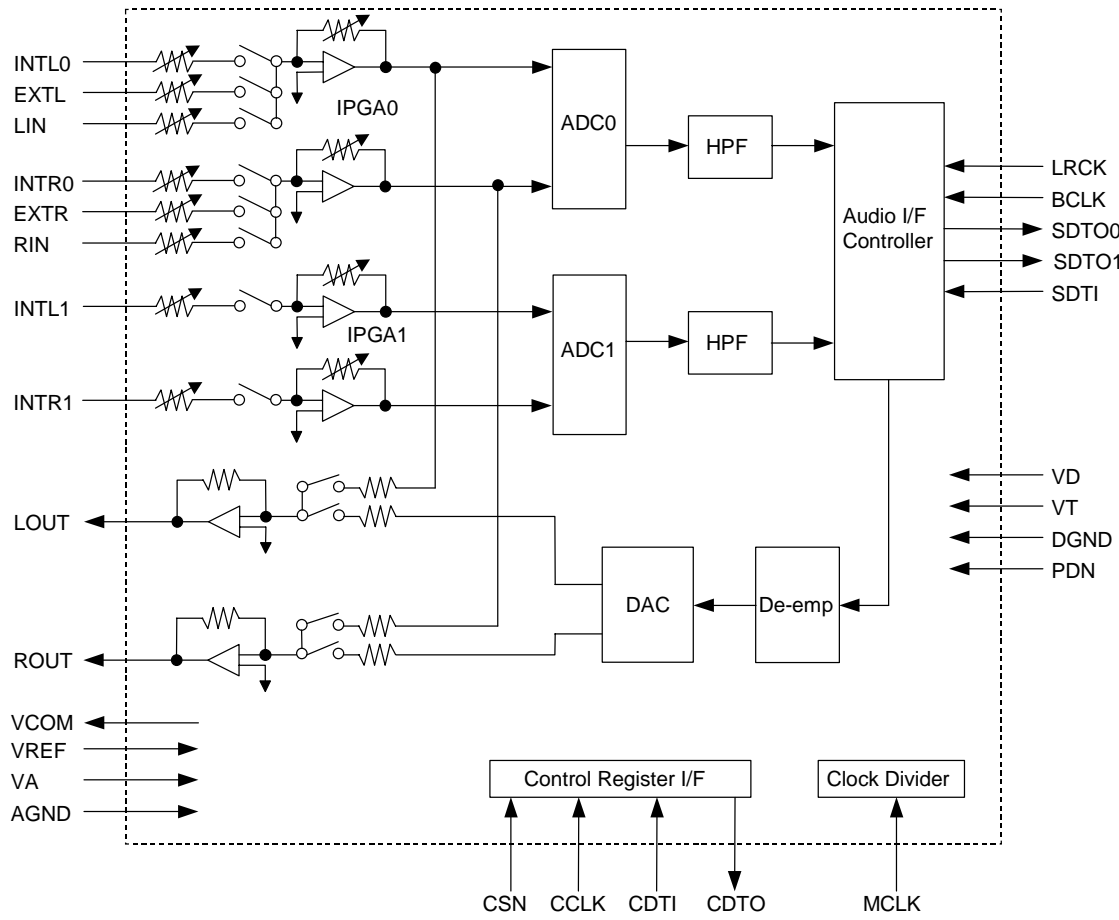 INTL0
EXTL
LIN
IPGA0
ADC0
HPF
INTR0
EXTR
RIN
Audio I/F
Controller
LRCK
BCLK
SDTO0
SDTO1
SDTI
INTL1
IPGA1
ADC1
HPF
INTR1
LOUT
VD
VT
DGND
PDN
DAC
De-emp
ROUT
VCOM
VREF
VA
AGND
Control Register I/F
Clock Divider
CSN
CCLK
CDTI
CDTO
MCLK